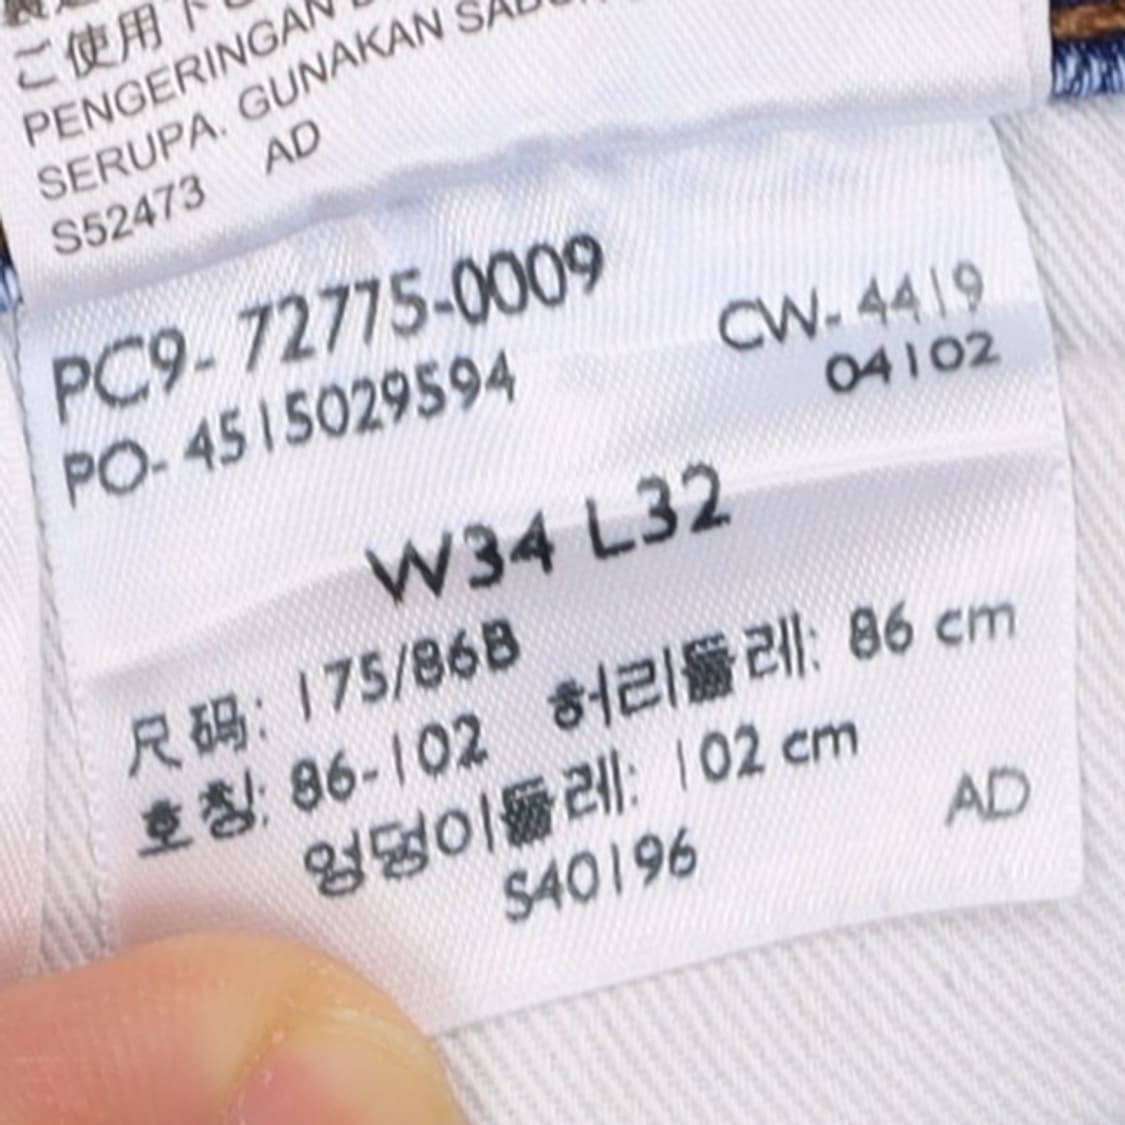 ご使用下
PENGERINGAN
SERUPA. GUNAKAN
S52473 AD
PC9-72775-0009
CW-4419
PO-4515029594
04102
W34 L32
尺码: 175/86B
호칭: 86-102 허리둘레: 86 cm
엉덩이둘레: 102 cm
S40196
AD